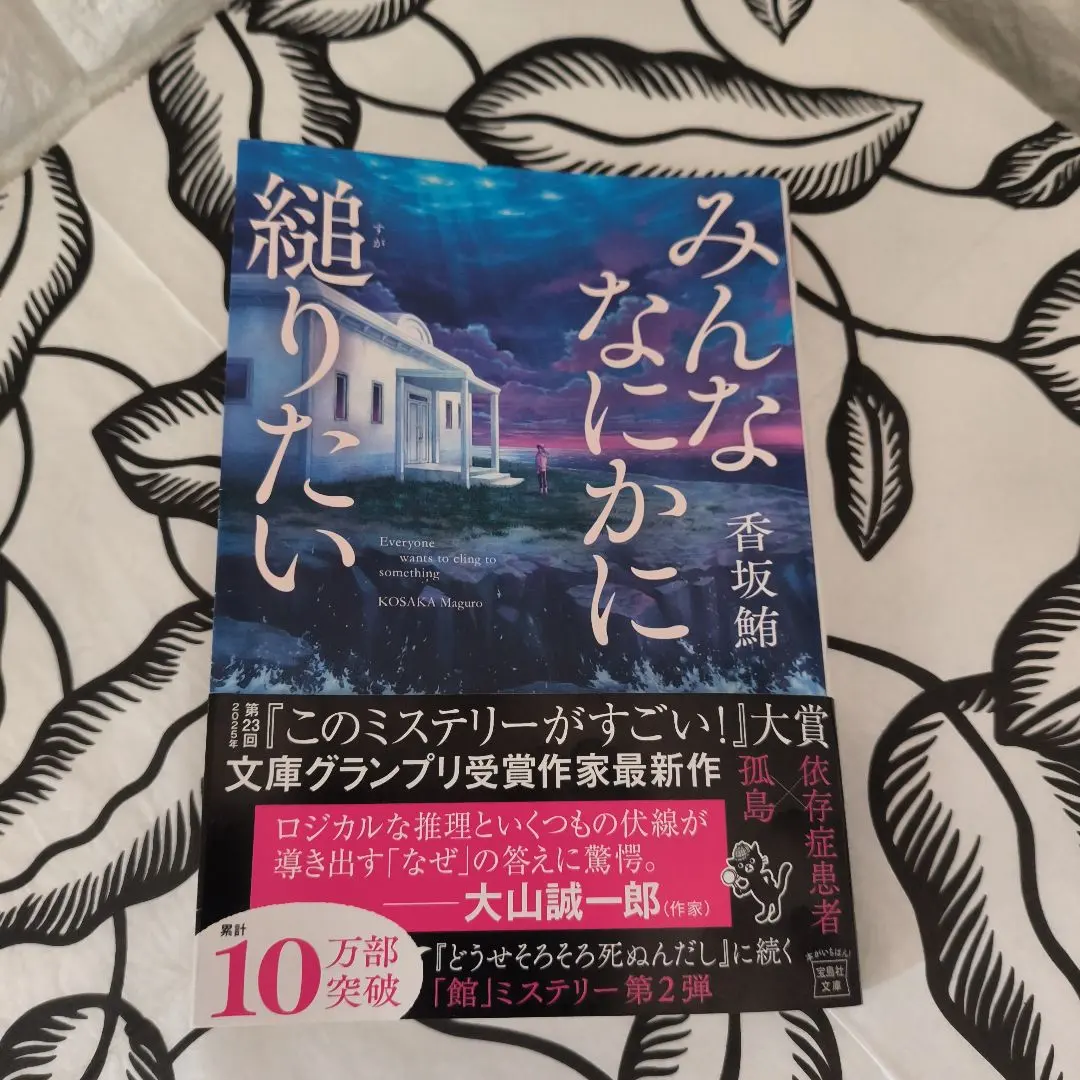 みんな
なにかに
縋りたい
すが
香坂鮪
Everyone
wants to cling to
something
KOSAKA Maguro
第23回
2025年
『このミステリーがすごい!』大賞
文庫グランプリ受賞作家最新作
孤島
×
依存症患者
ロジカルな推理といくつもの伏線が
導き出す「なぜ」の答えに驚愕。
――大山誠一郎(作家)
累計
10万部
突破
『どうせそろそろ死ぬんだし』に続く
「館」ミステリー第2弾
本がいちばん!
宝島社
文庫